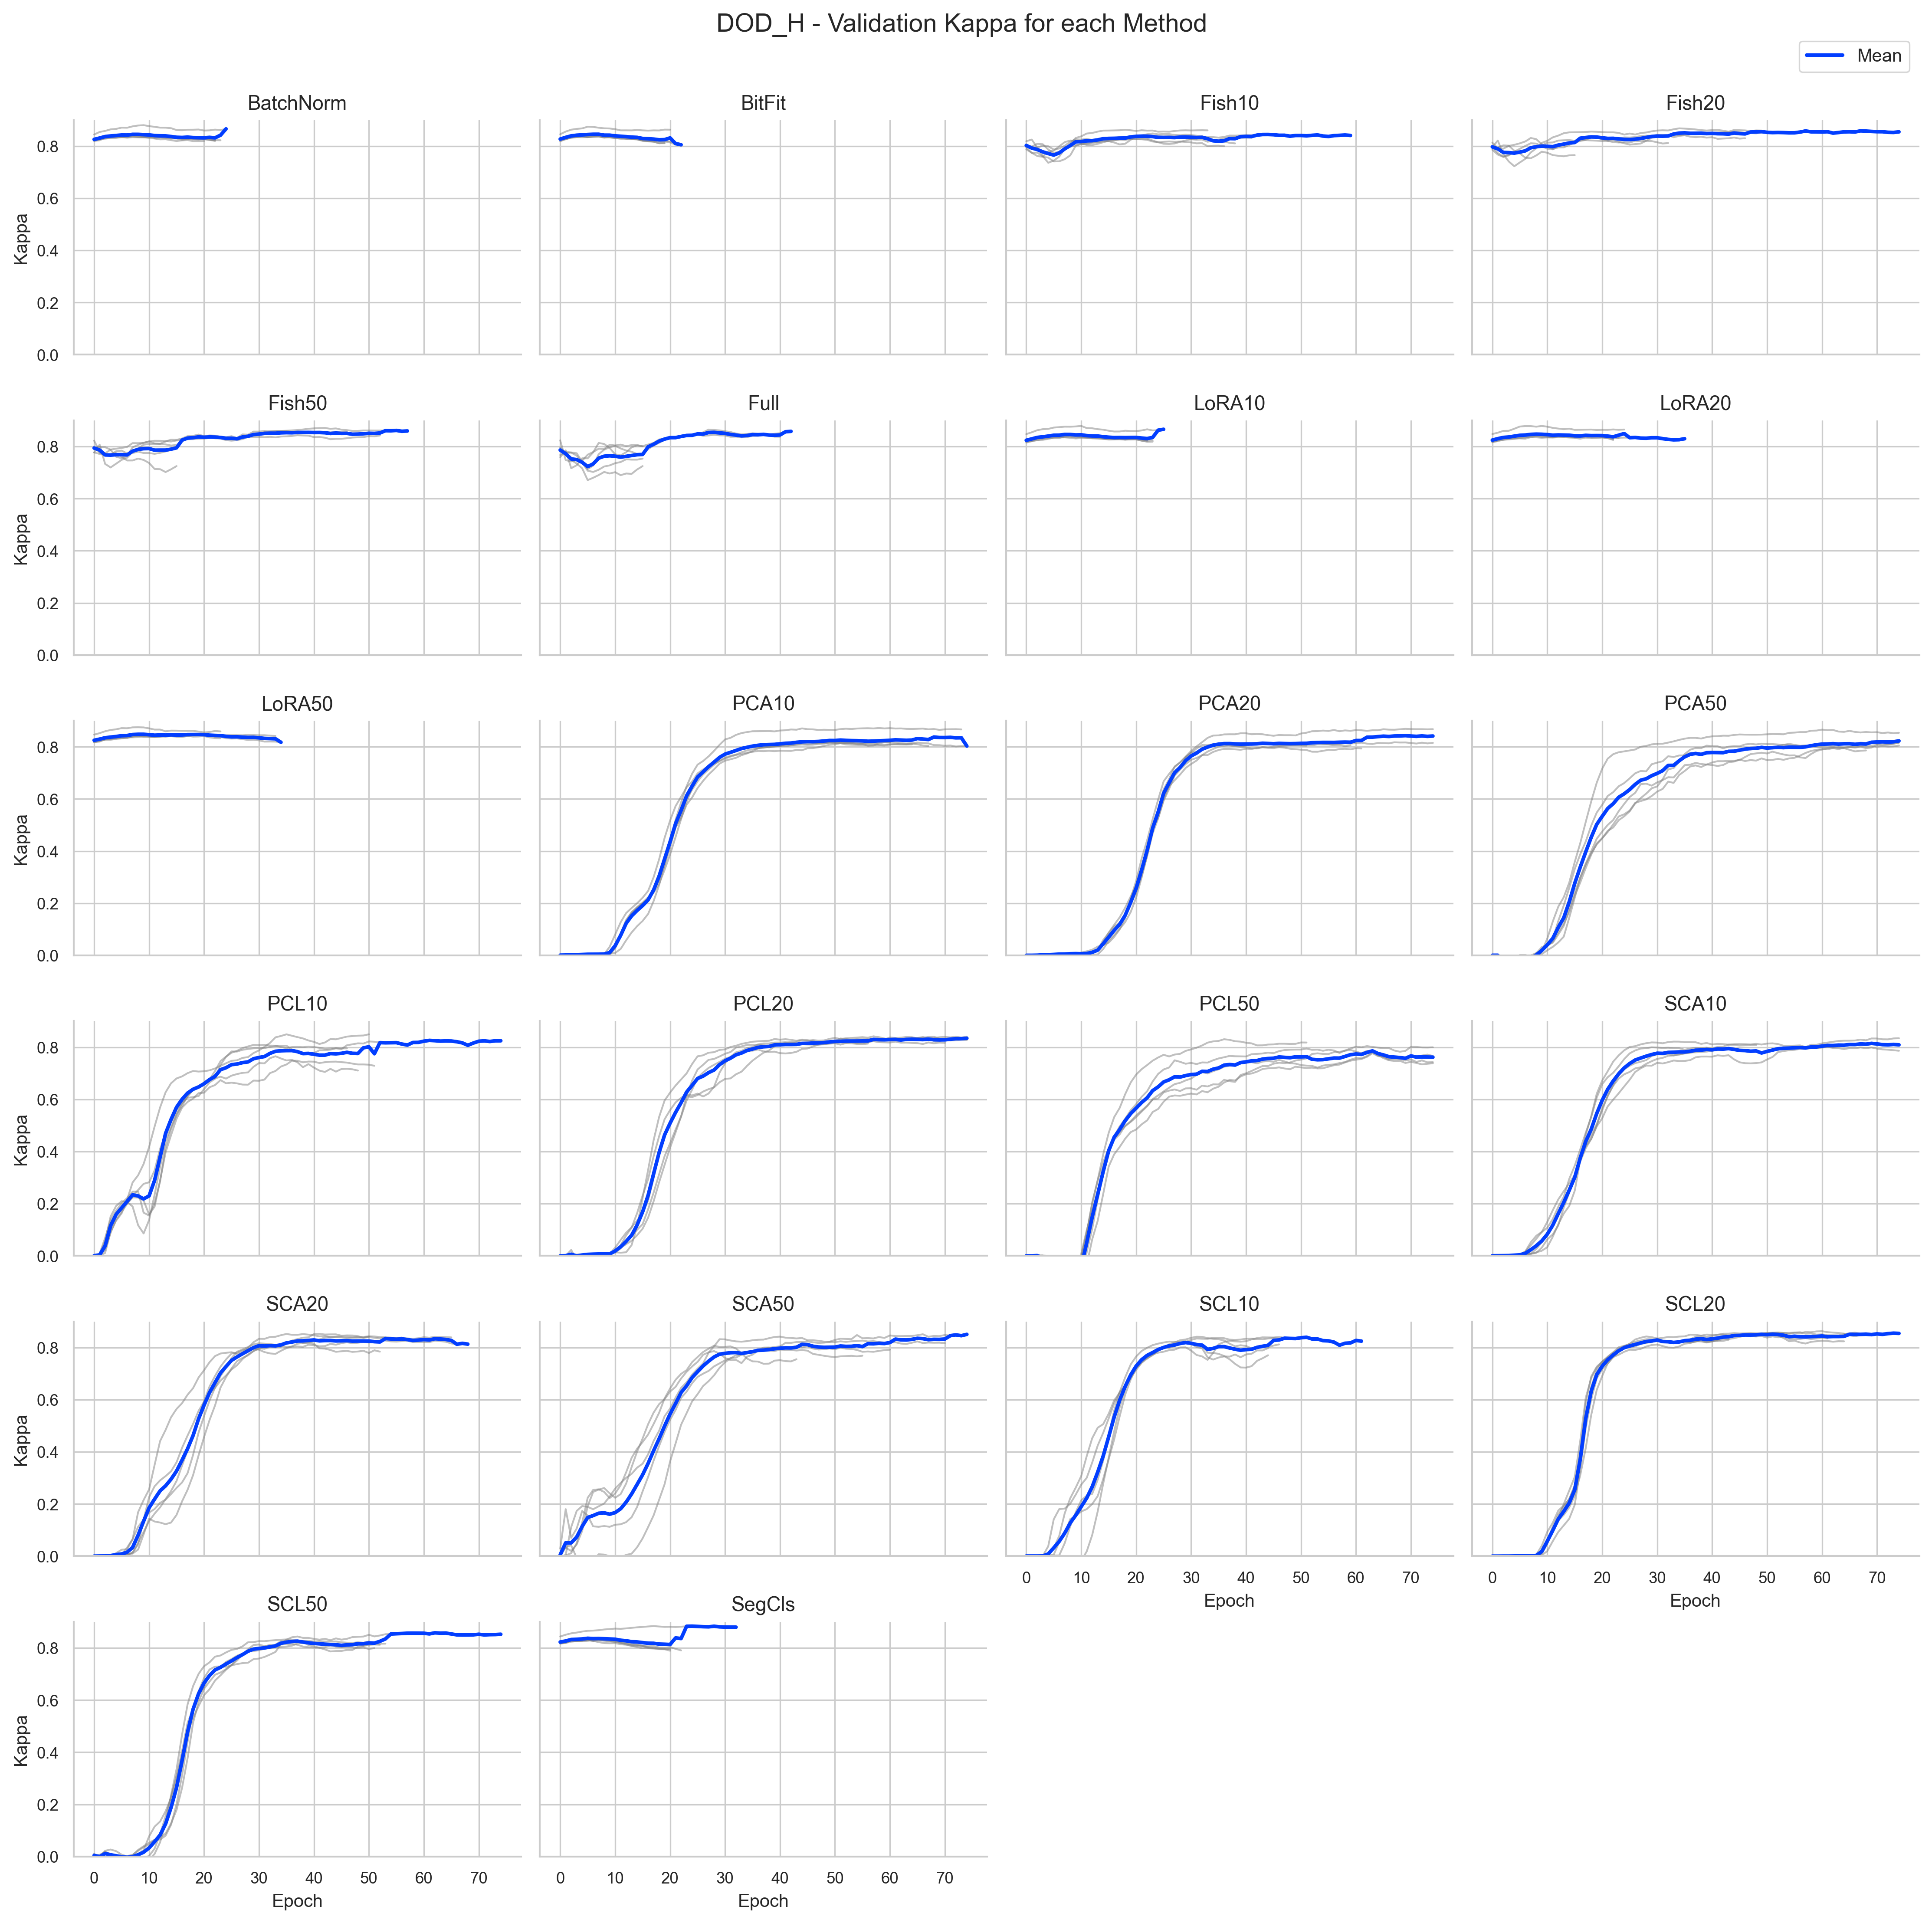 DOD_H - Validation Kappa for each Method
Mean
BatchNorm
BitFit
Fish10
Fish20
Kappa
0.8
0.6
0.4
0.2
0.0
Fish50
Full
LoRA10
LoRA20
Kappa
0.8
0.6
0.4
0.2
0.0
LoRA50
PCA10
PCA20
PCA50
Kappa
0.8
0.6
0.4
0.2
0.0
PCL10
PCL20
PCL50
SCA10
Kappa
0.8
0.6
0.4
0.2
0.0
SCA20
SCA50
SCL10
SCL20
Kappa
0.8
0.6
0.4
0.2
0.0
0 10 20 30 40 50 60 70
Epoch
0 10 20 30 40 50 60 70
Epoch
SCL50
SegCls
Kappa
0.8
0.6
0.4
0.2
0.0
0 10 20 30 40 50 60 70
Epoch
0 10 20 30 40 50 60 70
Epoch